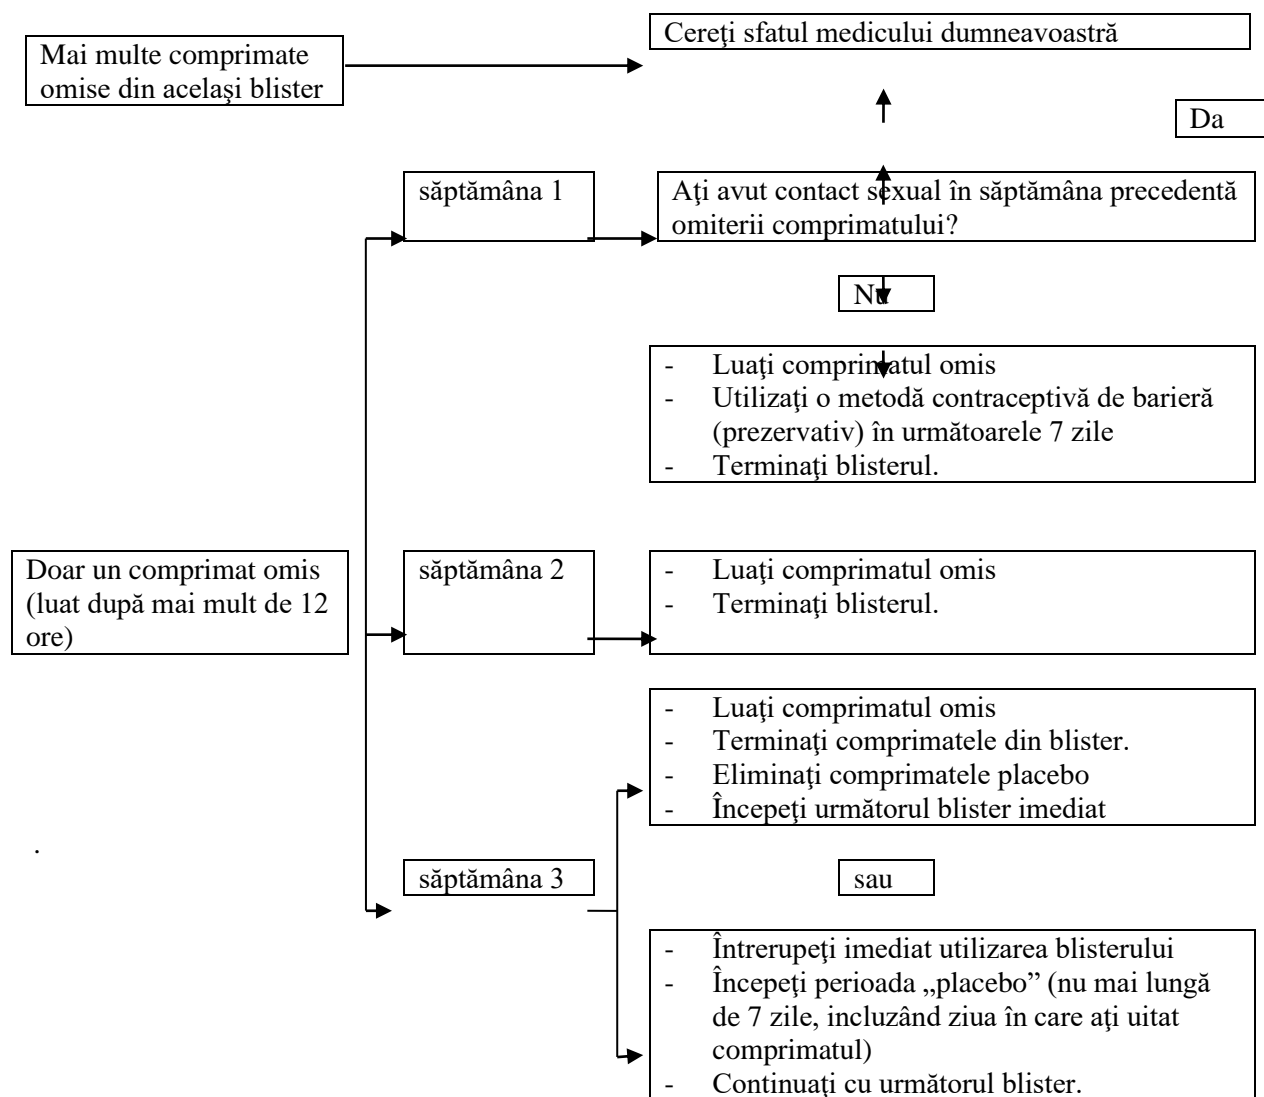 Mai multe comprimate
omise din acelaşi blister
Cereţi sfatul medicului dumneavoastră
Da
săptămâna 1
Aţi avut contact sexual în săptămâna precedentă
omiterii comprimatului?
Nu
- Luaţi comprimatul omis
- Utilizaţi o metodă contraceptivă de barieră
(prezervativ) în următoarele 7 zile
- Terminaţi blisterul.
Doar un comprimat omis
(luat după mai mult de 12
ore)
săptămâna 2
- Luaţi comprimatul omis
- Terminaţi blisterul.
- Luaţi comprimatul omis
- Terminaţi comprimatele din blister.
- Eliminaţi comprimatele placebo
- Începeţi următorul blister imediat
.
săptămâna 3
sau
- Întrerupeţi imediat utilizarea blisterului
- Începeţi perioada „placebo” (nu mai lungă
de 7 zile, incluzând ziua în care aţi uitat
comprimatul)
- Continuaţi cu următorul blister.